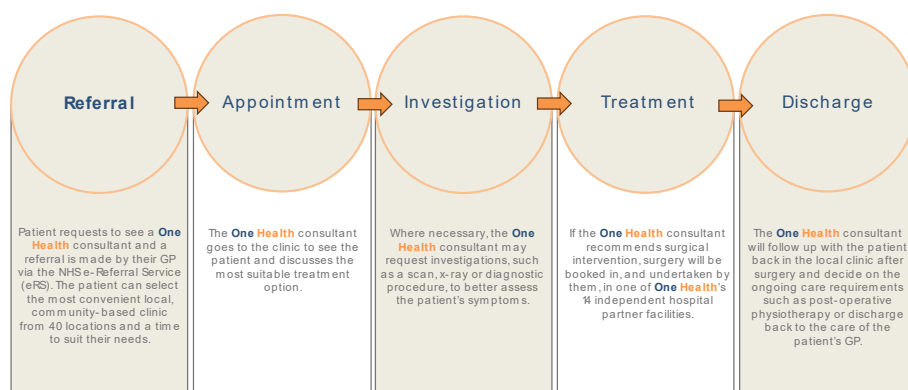 Referral
Appointment
Investigation
Treatment
Discharge
Patient requests to see a One
Health consultant and a
referral is made by their GP
via the NHS e-Referral Service
(eRS). The patient can select
the most convenient local,
community-based clinic
from 40 locations and a time
to suit their needs.
The One Health consultant
goes to the clinic to see the
patient and discusses the
most suitable treatment
option.
Where necessary, the One
Health consultant may
request investigations, such
as a scan, x-ray or diagnostic
procedure, to better assess
the patient's symptoms.
If the One Health consultant
recommends surgical
intervention, surgery will be
booked in, and undertaken by
them, in one of One Health's
14 independent hospital
partner facilities.
The One Health consultant
will follow up with the patient
back in the local clinic after
surgery and decide on the
ongoing care requirements
such as post-operative
physiotherapy or discharge
back to the care of the
patient's GP.